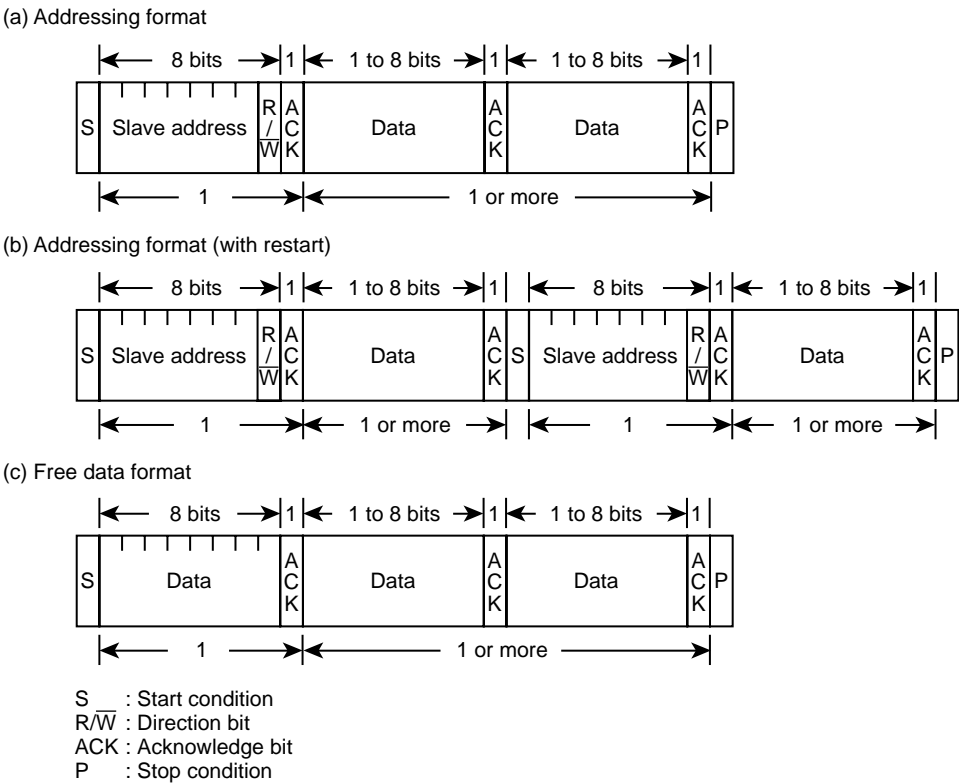 (a) Addressing format
8 bits 1 1 to 8 bits 1 1 to 8 bits 1
S Slave address R/W̅ ACK Data ACK Data ACK P
1 1 or more
(b) Addressing format (with restart)
8 bits 1 1 to 8 bits 1 8 bits 1 1 to 8 bits 1
S Slave address R/W̅ ACK Data ACK S Slave address R/W̅ ACK Data ACK P
1 1 or more 1 1 or more
(c) Free data format
8 bits 1 1 to 8 bits 1 1 to 8 bits 1
S Data ACK Data ACK Data ACK P
1 1 or more
S : Start condition
R/W̅ : Direction bit
ACK : Acknowledge bit
P : Stop condition